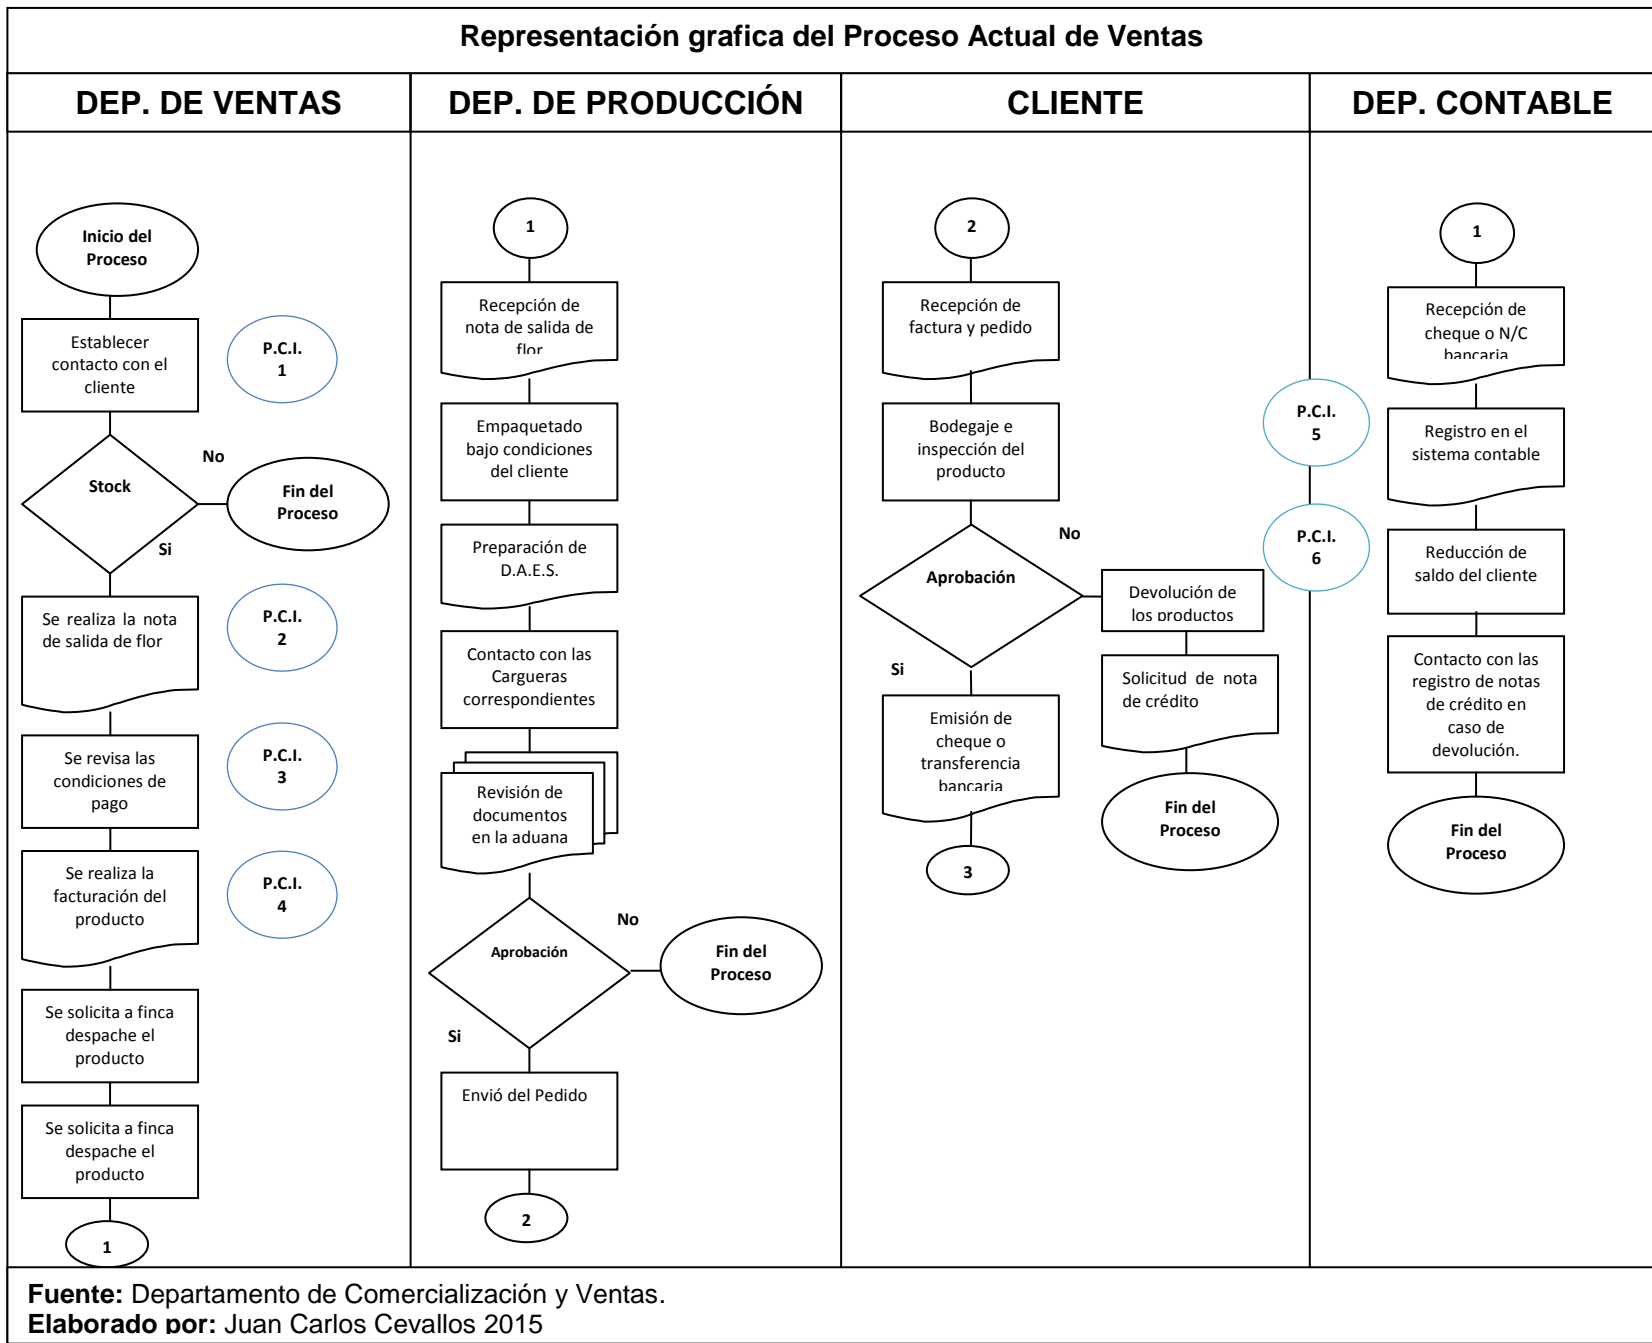 Representación grafica del Proceso Actual de Ventas
DEP. DE VENTAS
DEP. DE PRODUCCIÓN
CLIENTE
DEP. CONTABLE
Inicio del
Proceso
Establecer
contacto con el
cliente
P.C.I.
1
Stock
No
Fin del
Proceso
Si
Se realiza la nota
de salida de flor
P.C.I.
2
Se revisa las
condiciones de
pago
P.C.I.
3
Se realiza la
facturación del
producto
P.C.I.
4
Se solicita a finca
despache el
producto
Se solicita a finca
despache el
producto
1
1
Recepción de
nota de salida de
flor
Empaquetado
bajo condiciones
del cliente
Preparación de
D.A.E.S.
Contacto con las
Cargueras
correspondientes
Revisión de
documentos
en la aduana
Aprobación
No
Fin del
Proceso
Si
Envió del Pedido
2
2
Recepción de
factura y pedido
Bodegaje e
inspección del
producto
Aprobación
No
Devolución de
los productos
Solicitud de nota
de crédito
Fin del
Proceso
Si
Emisión de
cheque o
transferencia
bancaria
3
1
Recepción de
cheque o N/C
bancaria
P.C.I.
5
Registro en el
sistema contable
P.C.I.
6
Reducción de
saldo del cliente
Contacto con las
registro de notas
de crédito en
caso de
devolución.
Fin del
Proceso
Fuente: Departamento de Comercialización y Ventas.
Elaborado por: Juan Carlos Cevallos 2015